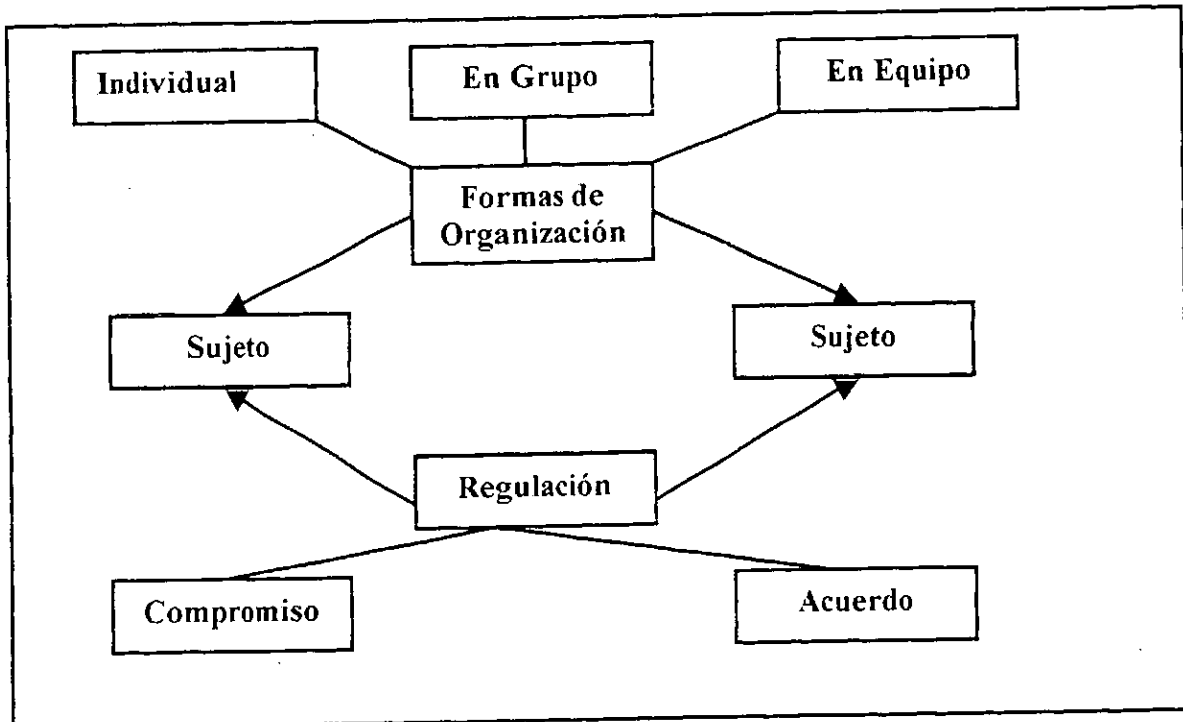 Individual
En Grupo
En Equipo
Formas de
Organización
Sujeto
Sujeto
Regulación
Compromiso
Acuerdo